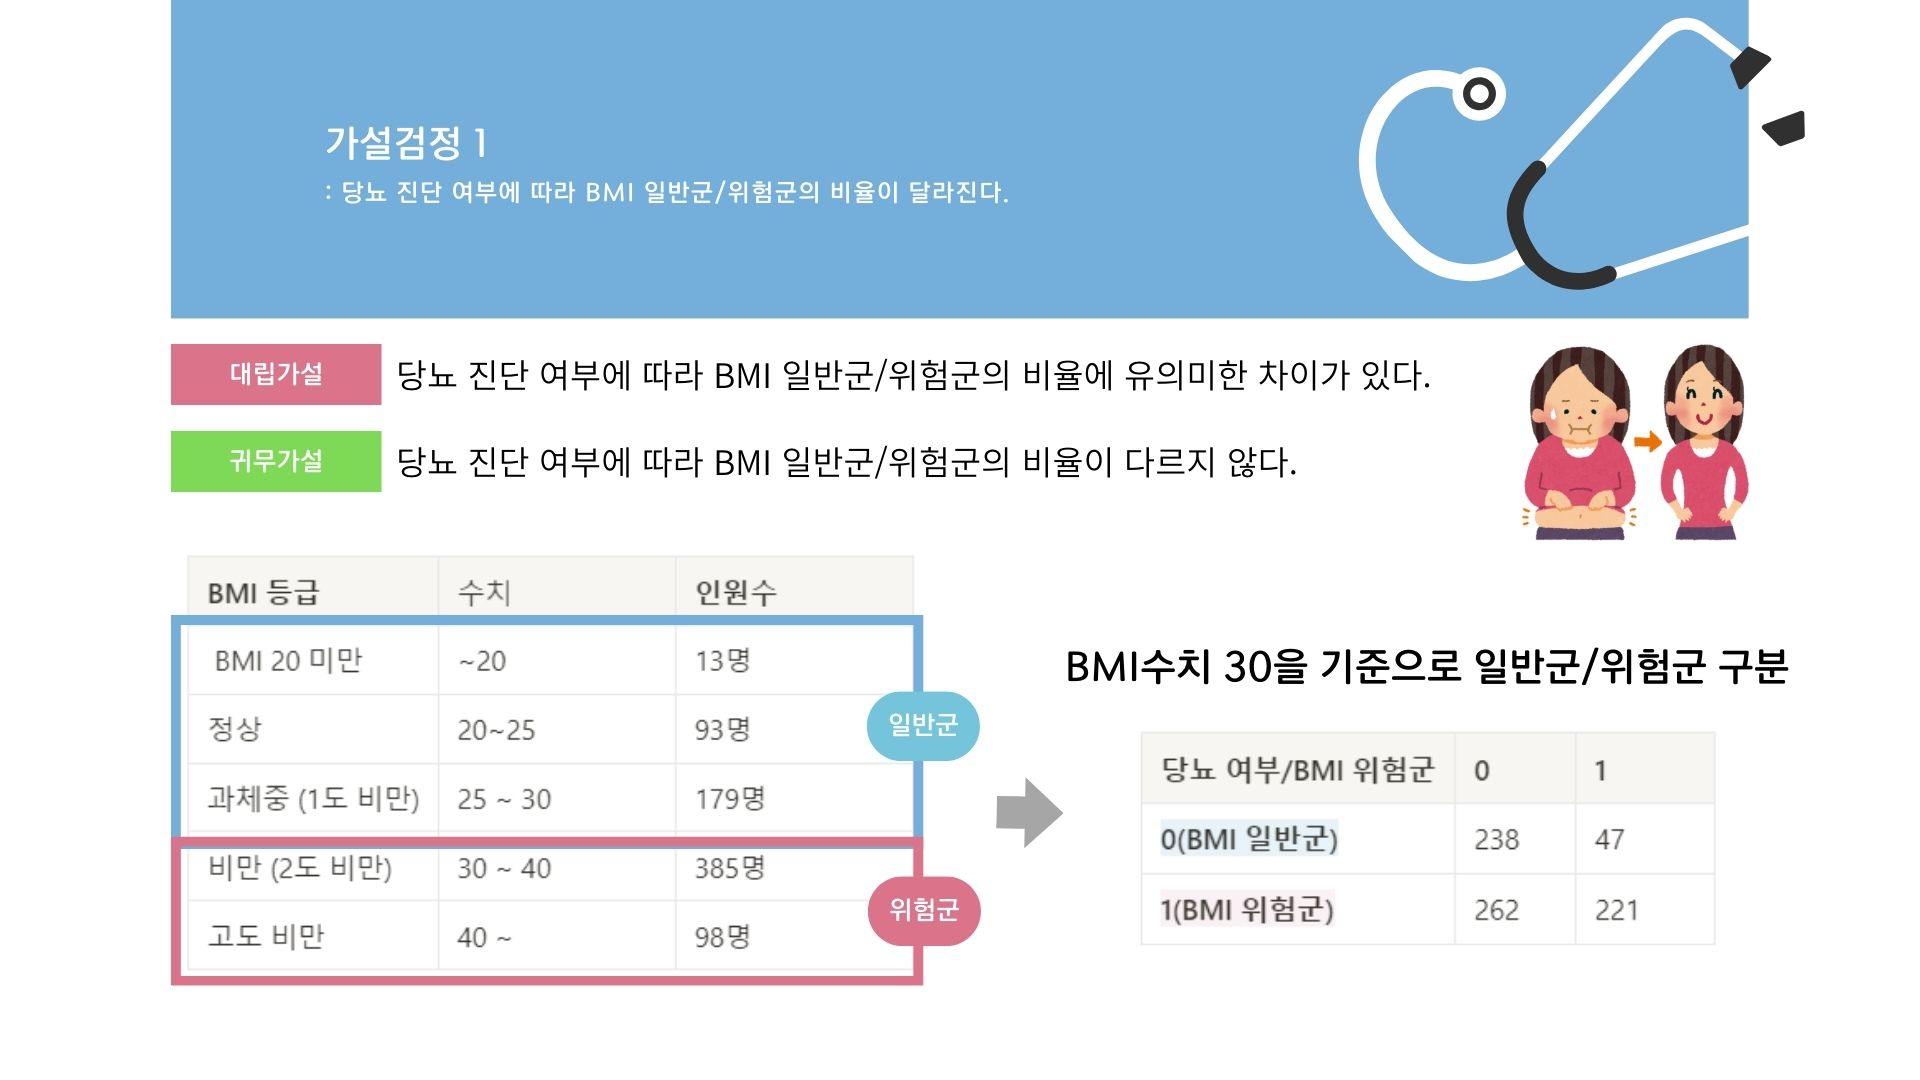 가설검정 1
: 당뇨 진단 여부에 따라 BMI 일반군/위험군의 비율이 달라진다.
대립가설 당뇨 진단 여부에 따라 BMI 일반군/위험군의 비율에 유의미한 차이가 있다.
귀무가설 당뇨 진단 여부에 따라 BMI 일반군/위험군의 비율이 다르지 않다.
BMI 등급 수치 인원수
BMI 20 미만 ~20 13명
정상 20~25 93명
과체중 (1도 비만) 25 ~ 30 179명
일반군
비만 (2도 비만) 30 ~ 40 385명
고도 비만 40 ~ 98명
위험군
BMI수치 30을 기준으로 일반군/위험군 구분
당뇨 여부/BMI 위험군 0 1
0(BMI 일반군) 238 47
1(BMI 위험군) 262 221